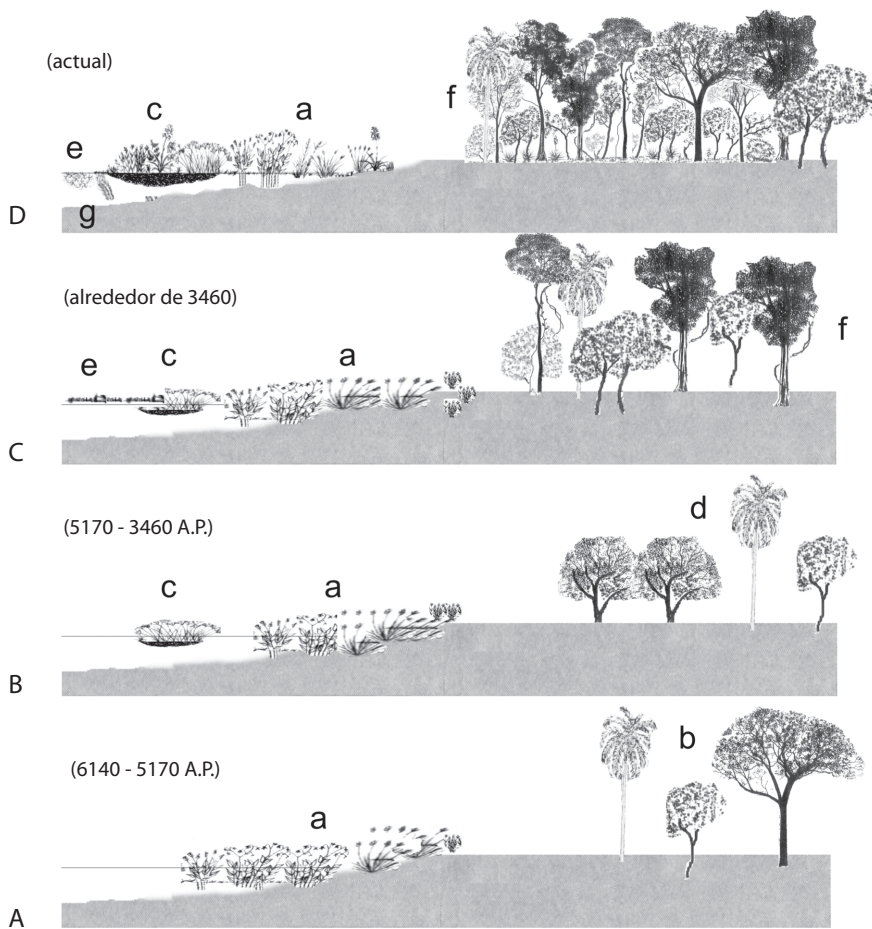 (actual)
c
a
f
e
g
D
(alrededor de 3460)
e
c
a
f
C
(5170 - 3460 A.P.)
c
a
d
B
(6140 - 5170 A.P.)
a
b
A